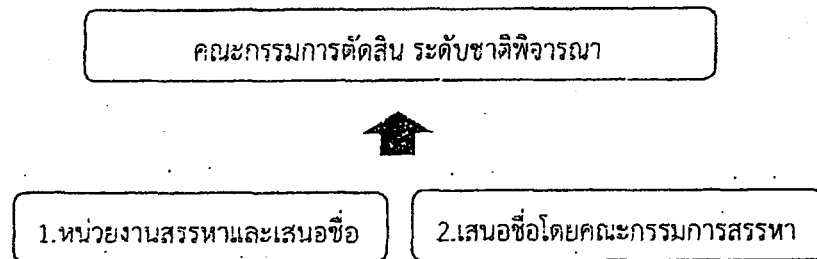 คณะกรรมการตัดสิน ระดับชาติพิจารณา
1.หน่วยงานสรรหาและเสนอชื่อ
2.เสนอชื่อโดยคณะกรรมการสรรหา